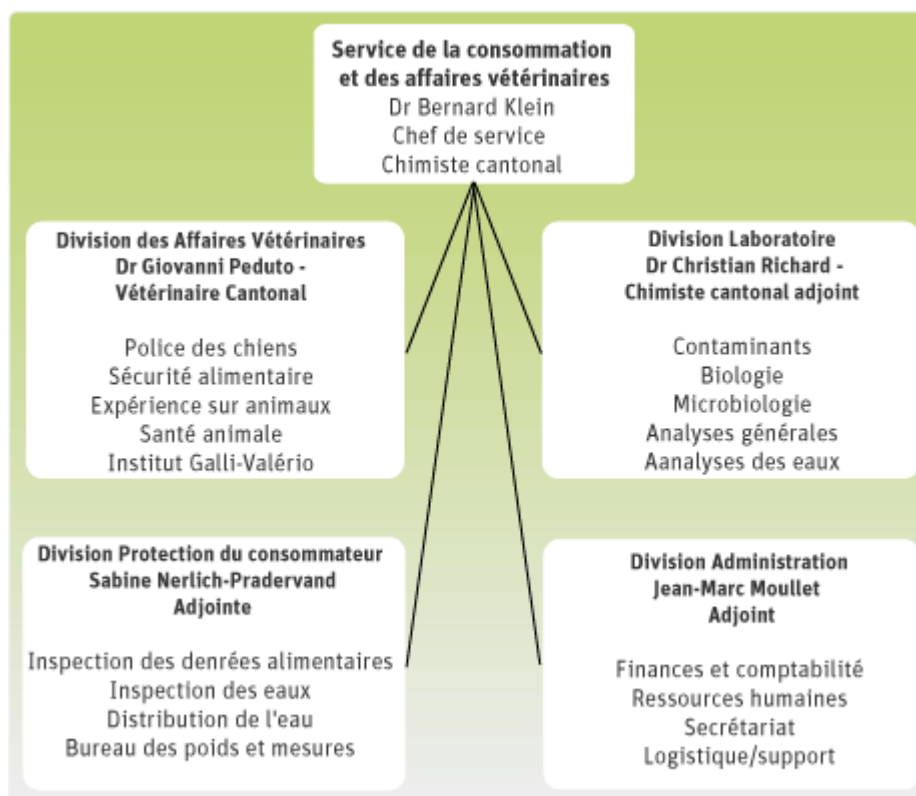 Service de la consommation
et des affaires vétérinaires
Dr Bernard Klein
Chef de service
Chimiste cantonal
Division des Affaires Vétérinaires
Dr Giovanni Peduto -
Vétérinaire Cantonal
Police des chiens
Sécurité alimentaire
Expérience sur animaux
Santé animale
Institut Galli-Valério
Division Laboratoire
Dr Christian Richard -
Chimiste cantonal adjoint
Contaminants
Biologie
Microbiologie
Analyses générales
Aanalyses des eaux
Division Protection du consommateur
Sabine Nerlich-Pradervand
Adjointe
Inspection des denrées alimentaires
Inspection des eaux
Distribution de l'eau
Bureau des poids et mesures
Division Administration
Jean-Marc Moullet
Adjoint
Finances et comptabilité
Ressources humaines
Secrétariat
Logistique/support